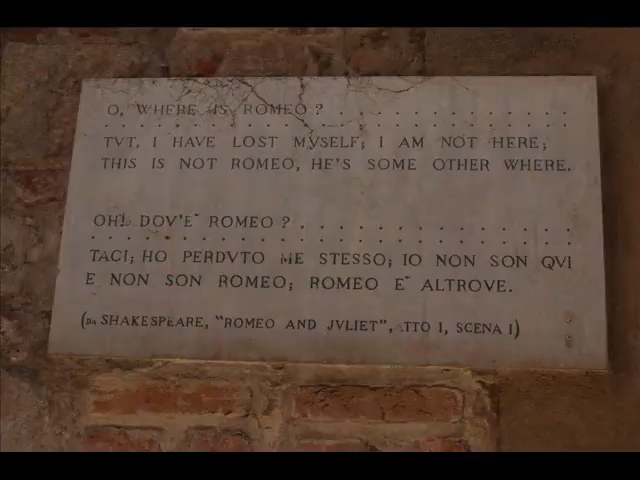 O, WHERE IS ROMEO? . . . . . . . . . . . . .
. . . . . . . . . . . . . . . . . . . . . . . . . . . .
TVT, I HAVE LOST MYSELF; I AM NOT HERE;
THIS IS NOT ROMEO, HE'S SOME OTHER WHERE.
OH! DOV'E` ROMEO? . . . . . . . . . . . . . . . .
. . . . . . . . . . . . . . . . . . . . . . . . . . . .
TACI; HO PERDVTO ME STESSO; IO NON SON QVI
E NON SON ROMEO; ROMEO E` ALTROVE.
(DA SHAKESPEARE, "ROMEO AND JVLIET", ATTO I, SCENA I)